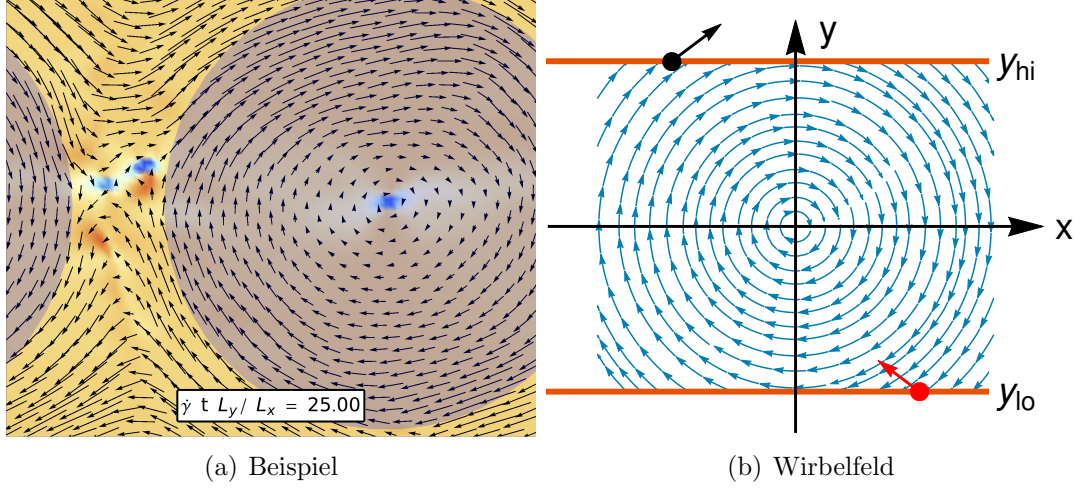 γ̇ t L_y / L_x = 25.00
(a) Beispiel
y
y_hi
x
y_lo
(b) Wirbelfeld